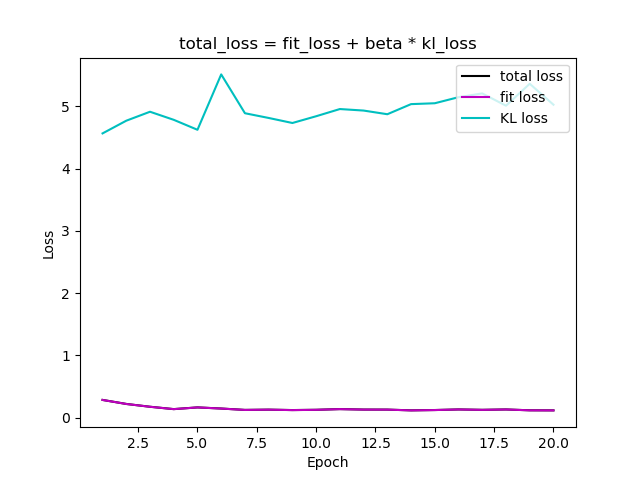 total_loss = fit_loss + beta * kl_loss
total loss
fit loss
KL loss
Loss
5
4
3
2
1
0
2.5 5.0 7.5 10.0 12.5 15.0 17.5 20.0
Epoch